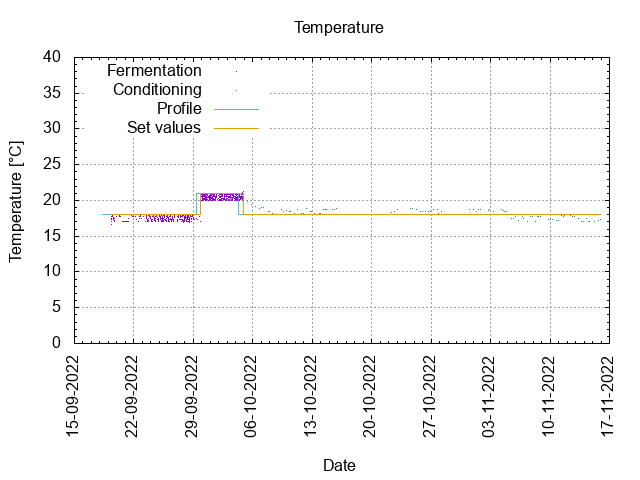 Temperature
40
35
30
25
20
15
10
5
0
Temperature [°C]
Fermentation
Conditioning
Profile
Set values
15-09-2022
22-09-2022
29-09-2022
06-10-2022
13-10-2022
20-10-2022
27-10-2022
03-11-2022
10-11-2022
17-11-2022
Date